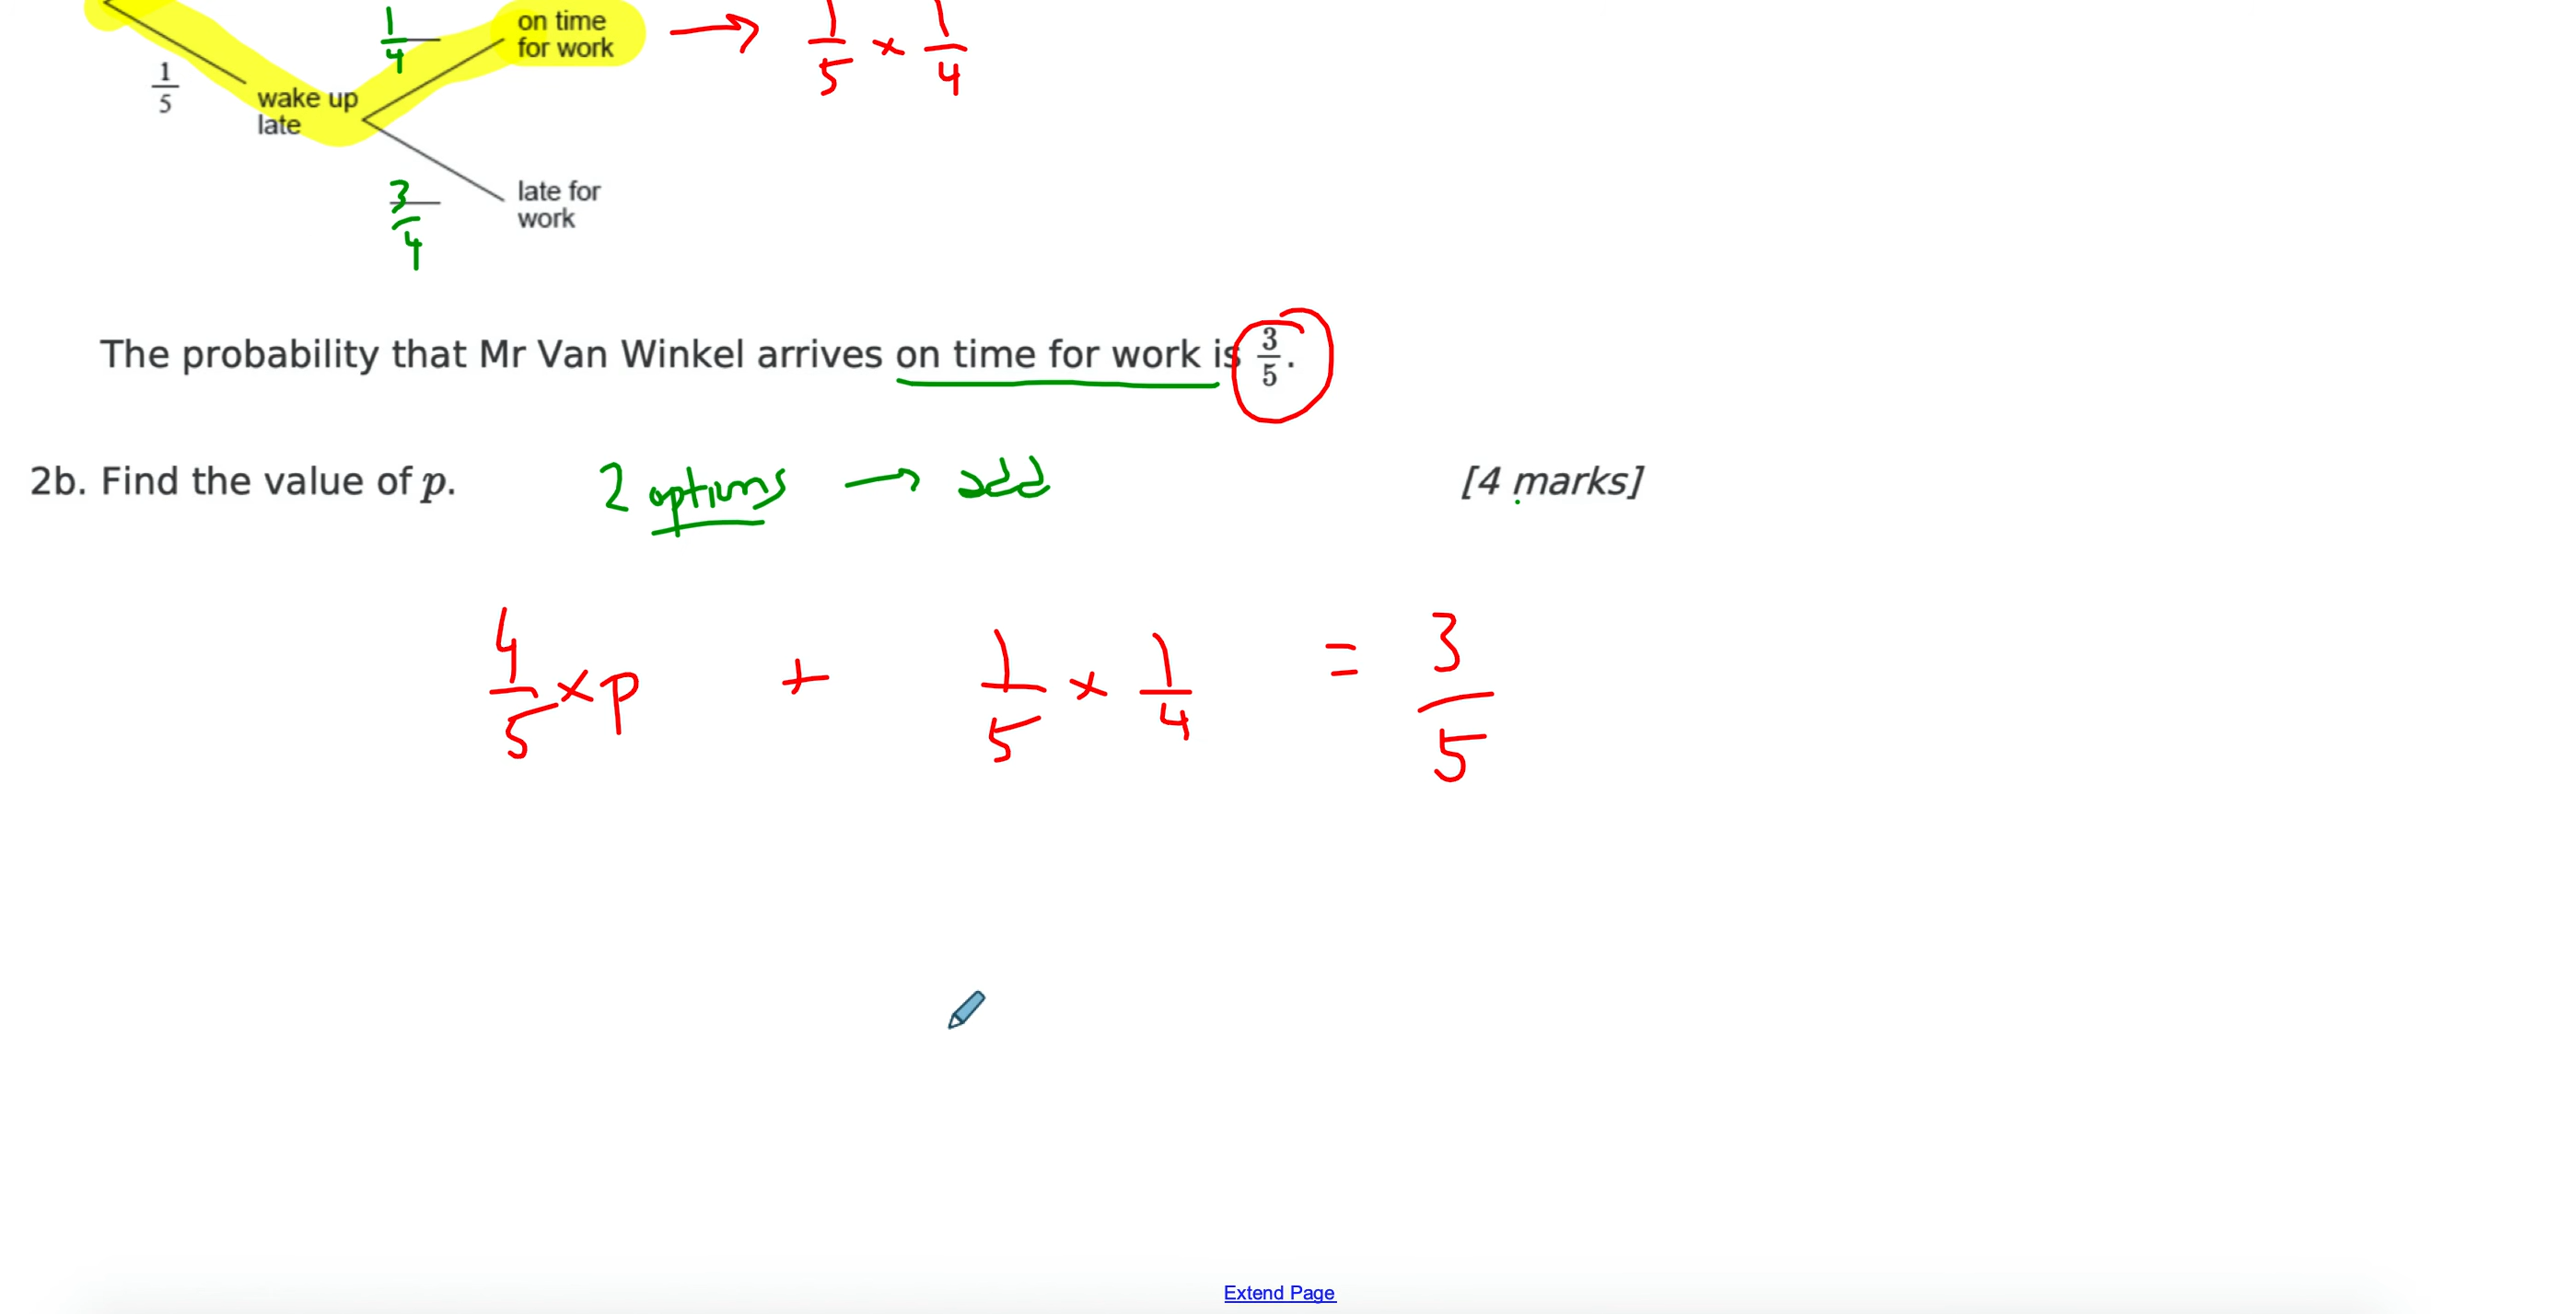 1/4
on time
for work
→ 1/5 × 1/4
1/5
wake up
late
3/4
late for
work
The probability that Mr Van Winkel arrives on time for work is 3/5.
2b. Find the value of p. 2 options → add [4 marks]
4/5 × p + 1/5 × 1/4 = 3/5
Extend Page